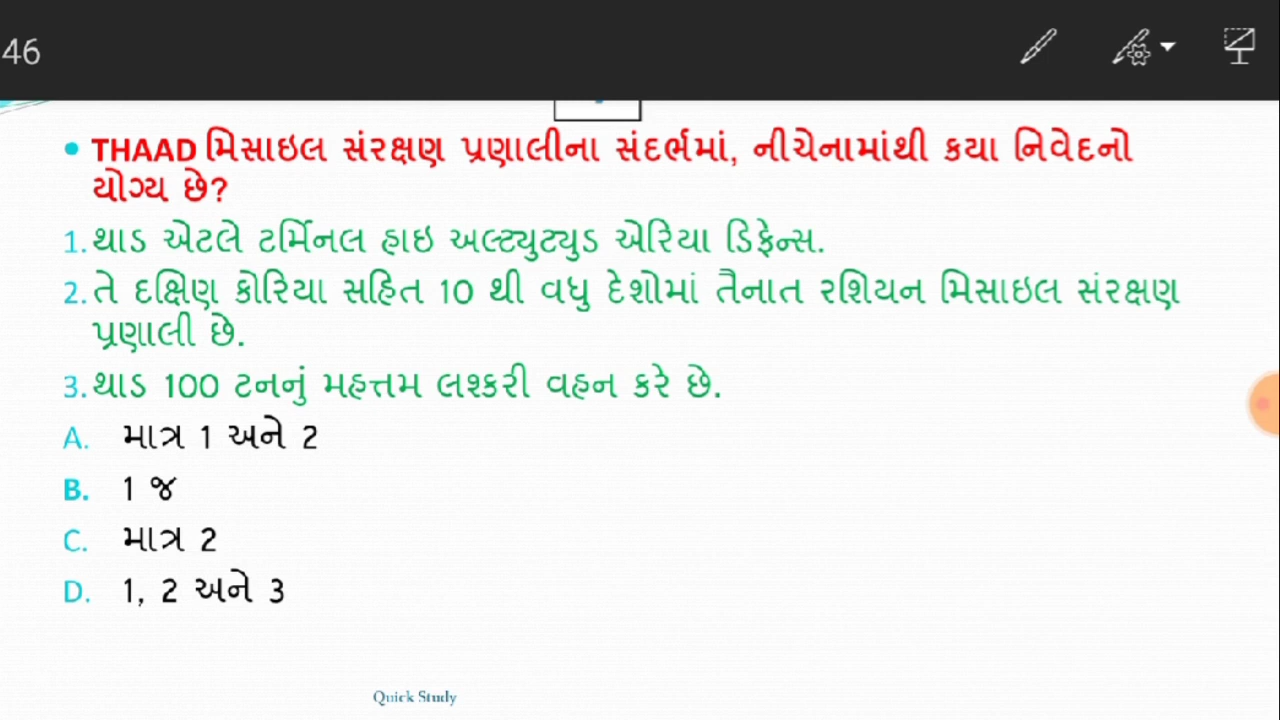 46
• THAAD મિસાઇલ સંરક્ષણ પ્રણાલીના સંદર્ભમાં, નીચેનામાંથી કયા નિવેદનો
યોગ્ય છે?
1. થાડ એટલે ટર્મિનલ હાઇ અલ્ટ્યુટ્યુડ એરિયા ડિફેન્સ.
2. તે દક્ષિણ કોરિયા સહિત 10 થી વધુ દેશોમાં તૈનાત રશિયન મિસાઇલ સંરક્ષણ
પ્રણાલી છે.
3. થાડ 100 ટનનું મહત્તમ લશ્કરી વહન કરે છે.
A. માત્ર 1 અને 2
B. 1 જ
C. માત્ર 2
D. 1, 2 અને 3
Quick Study